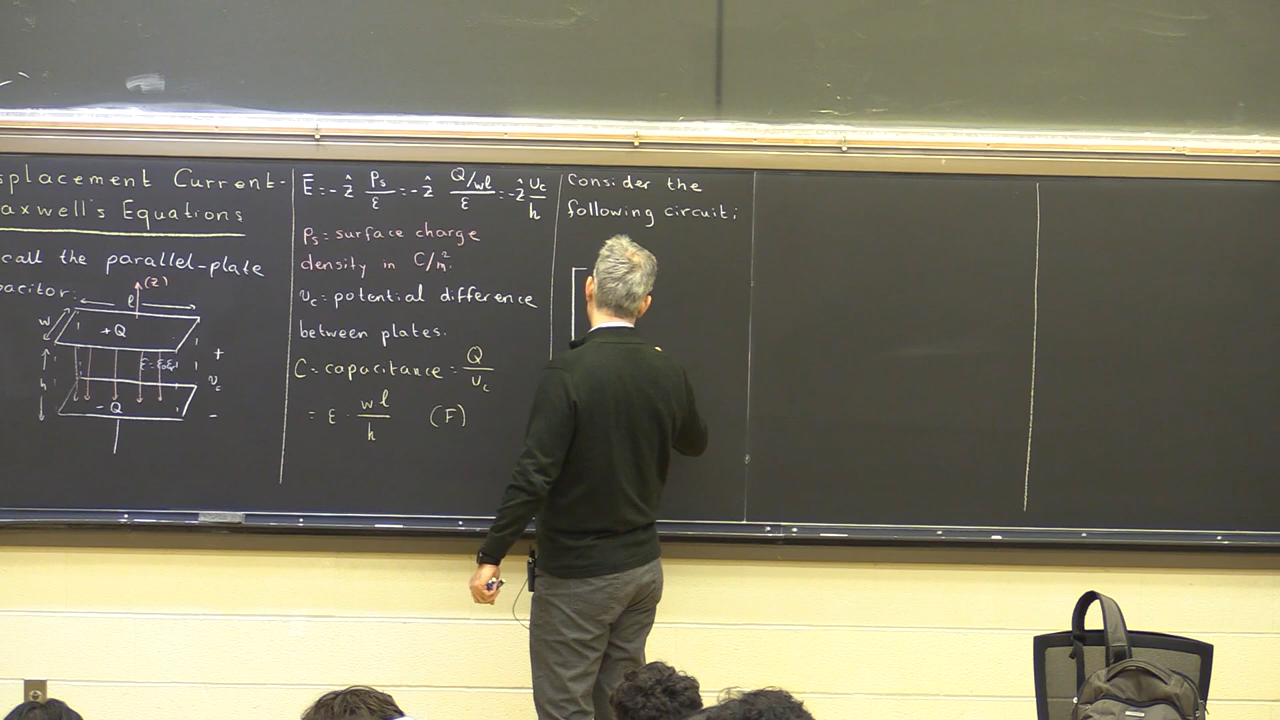 splacement Current-
axwell's Equations
call the parallel-plate
pacitor:
(z)
l
w
+Q
ε=ε₀εᵣ
+
h
υc
-Q
-
Ē=-ẑ ρs/ε=-ẑ (Q/wl)/ε=-ẑ υc/h
ρs=surface charge
density in C/m².
υc=potential difference
between plates.
C=capacitance=Q/υc
=ε·wl/h (F)
Consider the
following circuit: